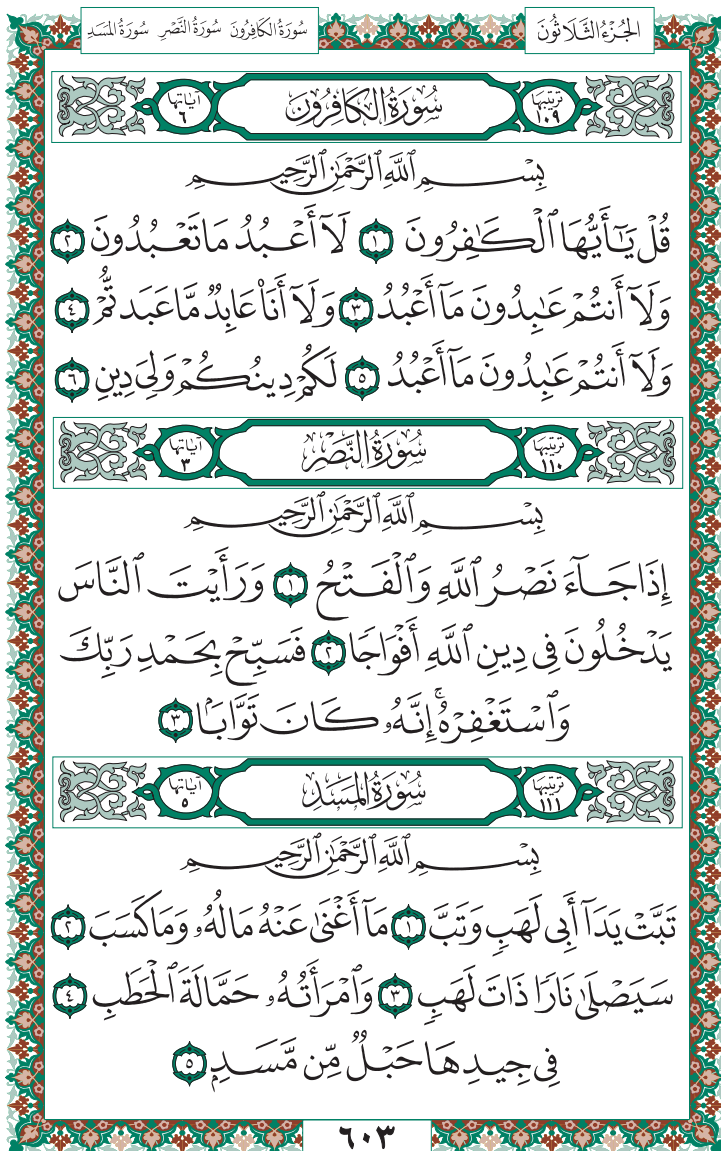 الجُزْءُ الثَّلَاثُونَ سُورَةُ الكَافِرُونَ سُورَةُ النَّصْرِ سُورَةُ المَسَدِ
ترتيبها ١٠٩ سُورَةُ الكَافِرُونَ آياتها ٦
بِسْمِ ٱللَّهِ ٱلرَّحْمَٰنِ ٱلرَّحِيمِ
قُلْ يَٰٓأَيُّهَا ٱلْكَٰفِرُونَ ١ لَآ أَعْبُدُ مَا تَعْبُدُونَ ٢
وَلَآ أَنتُمْ عَٰبِدُونَ مَآ أَعْبُدُ ٣ وَلَآ أَنَا۠ عَابِدٌ مَّا عَبَدتُّمْ ٤
وَلَآ أَنتُمْ عَٰبِدُونَ مَآ أَعْبُدُ ٥ لَكُمْ دِينُكُمْ وَلِىَ دِينِ ٦
ترتيبها ١١٠ سُورَةُ النَّصْرِ آياتها ٣
بِسْمِ ٱللَّهِ ٱلرَّحْمَٰنِ ٱلرَّحِيمِ
إِذَا جَآءَ نَصْرُ ٱللَّهِ وَٱلْفَتْحُ ١ وَرَأَيْتَ ٱلنَّاسَ
يَدْخُلُونَ فِى دِينِ ٱللَّهِ أَفْوَاجًا ٢ فَسَبِّحْ بِحَمْدِ رَبِّكَ
وَٱسْتَغْفِرْهُ ۚ إِنَّهُۥ كَانَ تَوَّابًۢا ٣
ترتيبها ١١١ سُورَةُ المَسَدِ آياتها ٥
بِسْمِ ٱللَّهِ ٱلرَّحْمَٰنِ ٱلرَّحِيمِ
تَبَّتْ يَدَآ أَبِى لَهَبٍ وَتَبَّ ١ مَآ أَغْنَىٰ عَنْهُ مَالُهُۥ وَمَا كَسَبَ ٢
سَيَصْلَىٰ نَارًا ذَاتَ لَهَبٍ ٣ وَٱمْرَأَتُهُۥ حَمَّالَةَ ٱلْحَطَبِ ٤
فِى جِيدِهَا حَبْلٌ مِّن مَّسَدٍۭ ٥
٦٠٣